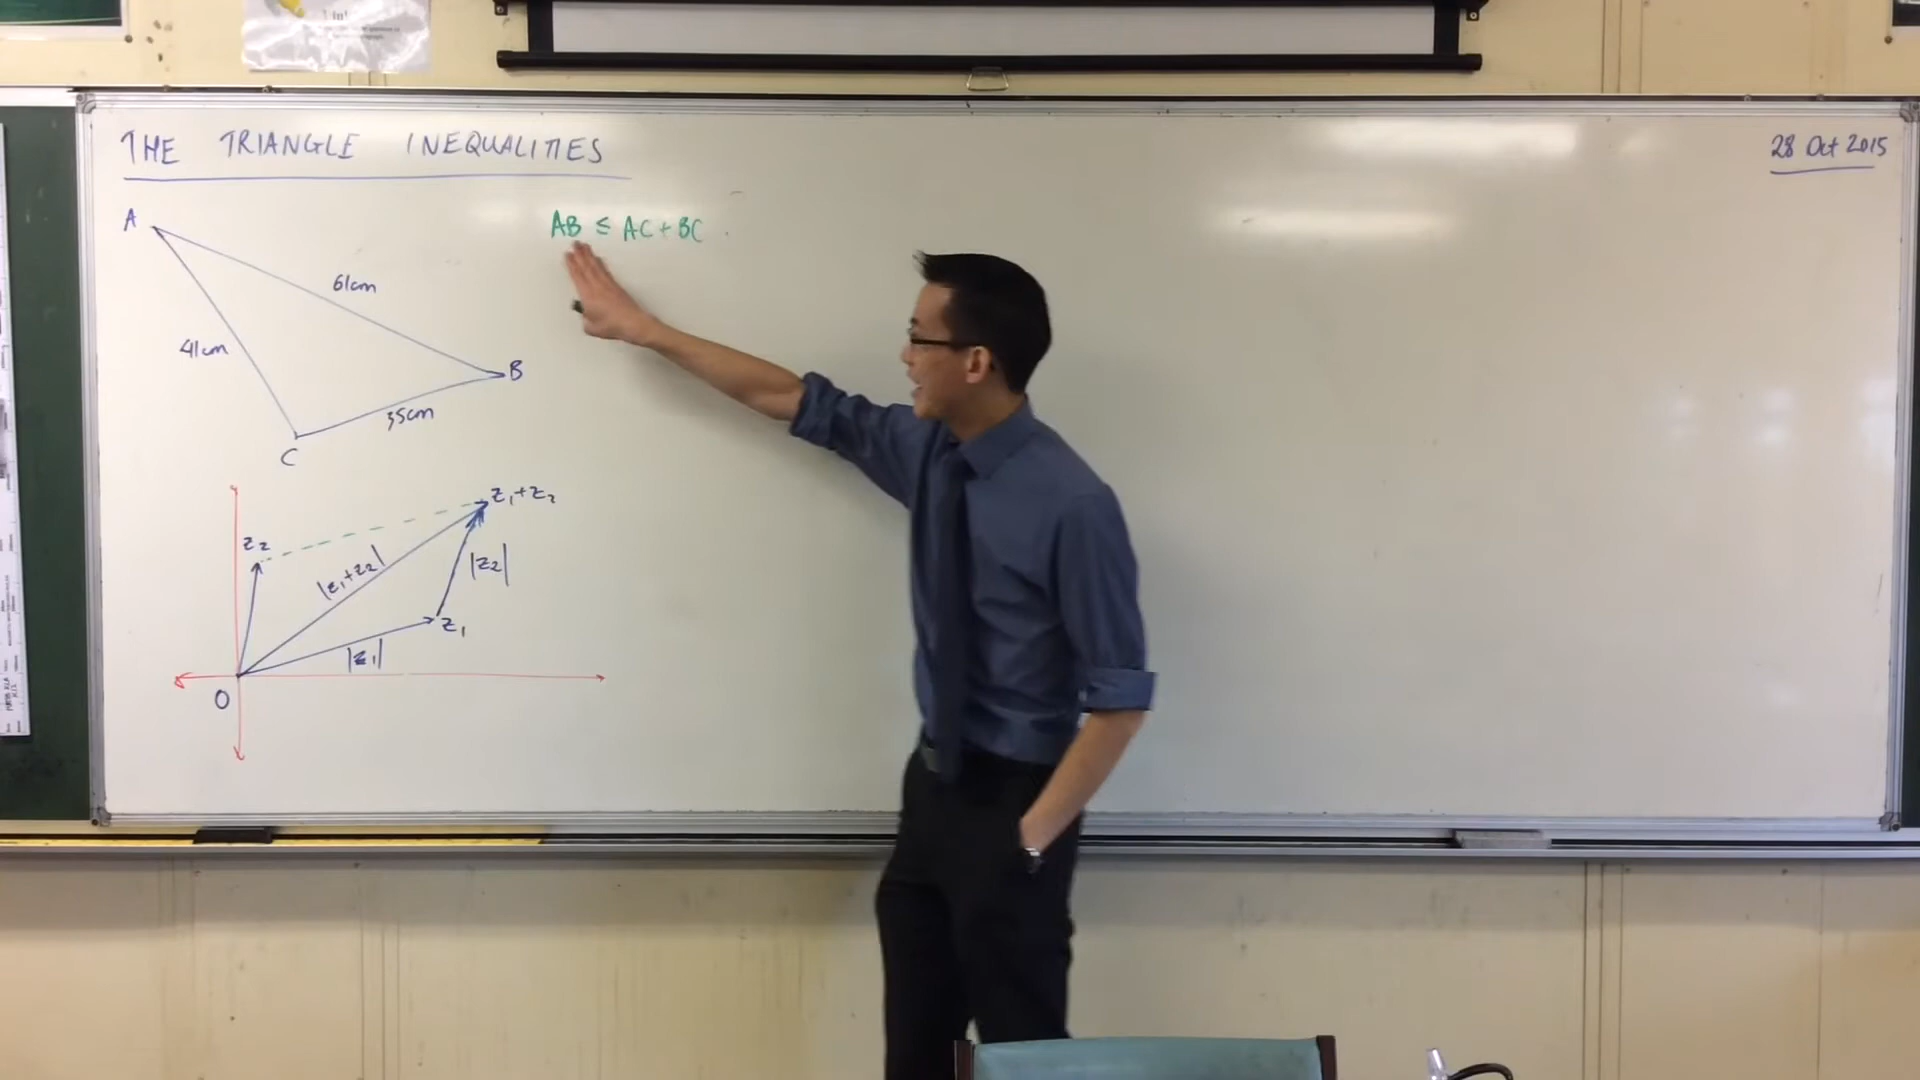 THE TRIANGLE INEQUALITIES
28 Oct 2015
A
AB ≤ AC + BC
61cm
41cm
B
35cm
C
z₁+z₂
z₂
|z₁+z₂|
|z₂|
z₁
|z₁|
O